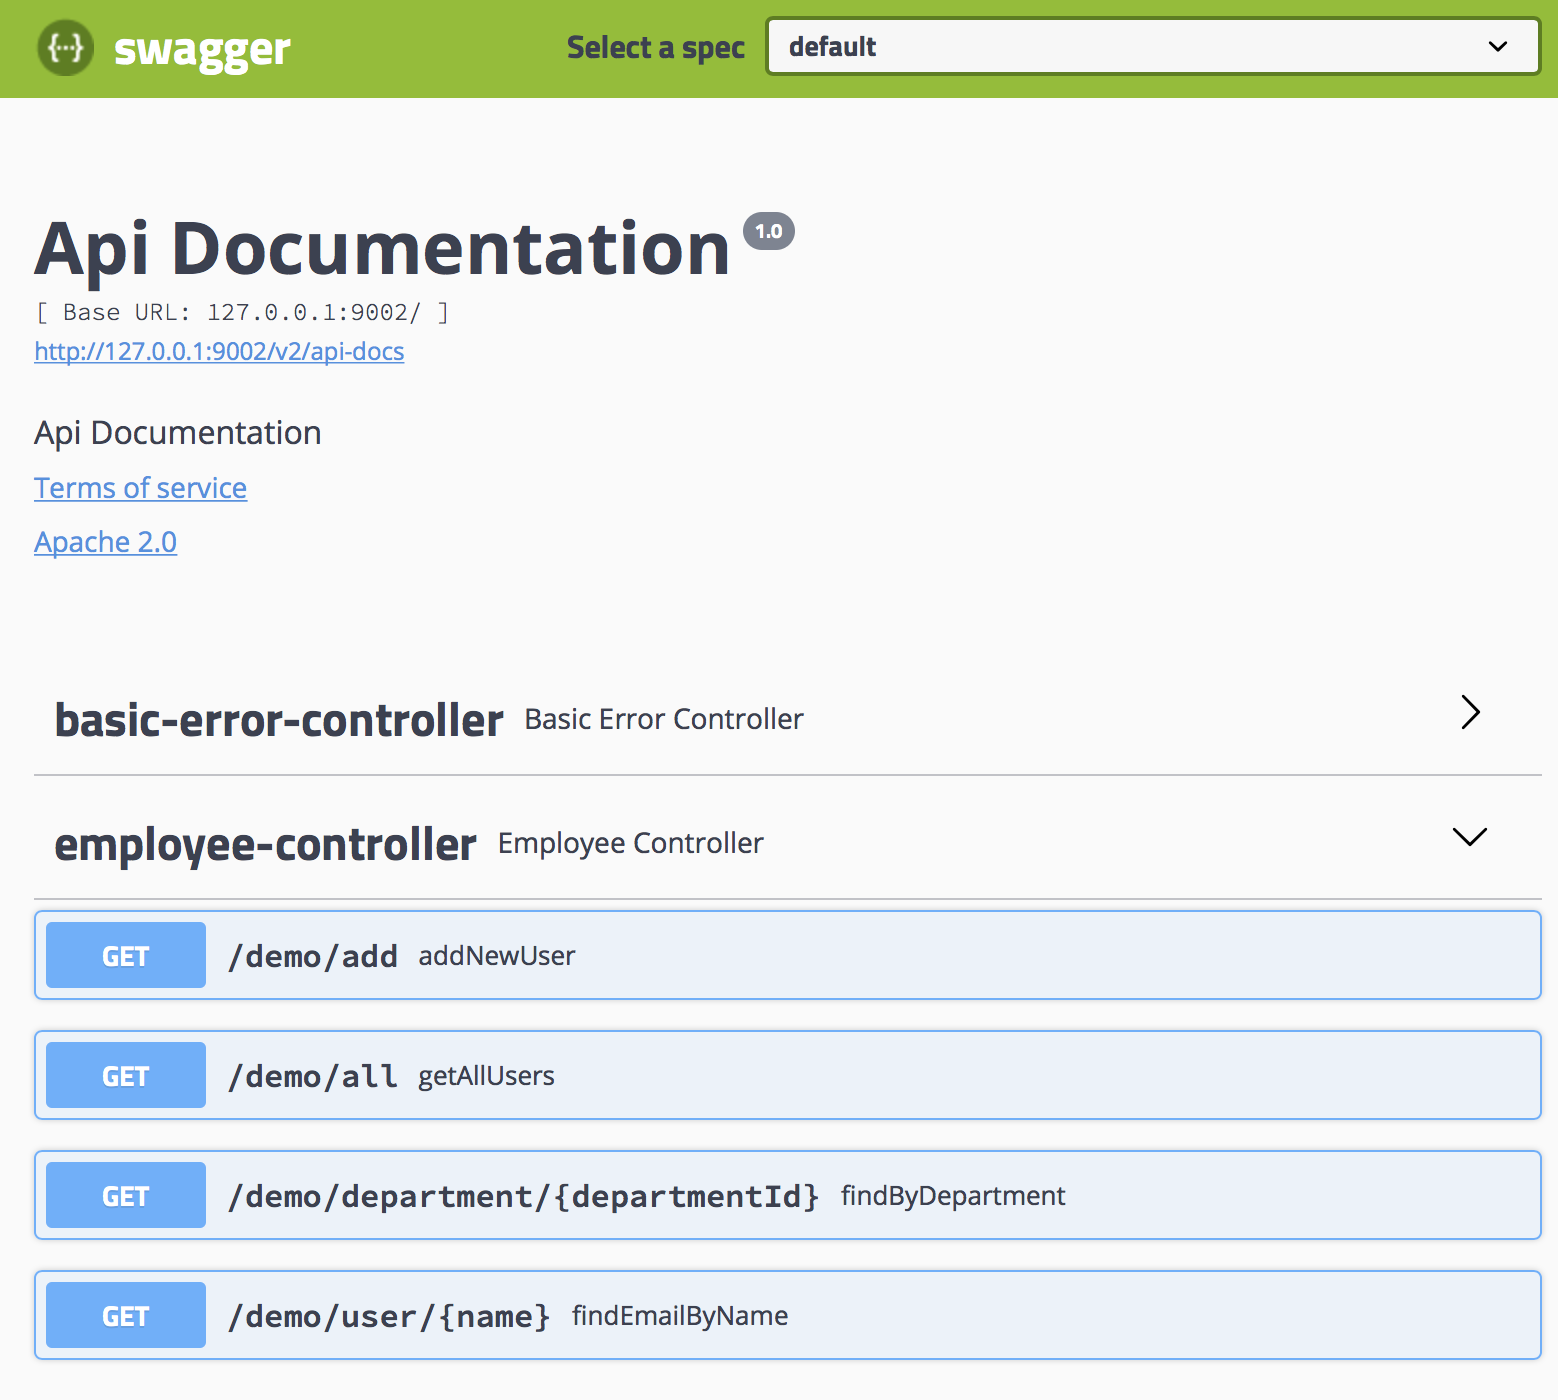 {···} swagger Select a spec default
Api Documentation 1.0
[ Base URL: 127.0.0.1:9002/ ]
http://127.0.0.1:9002/v2/api-docs
Api Documentation
Terms of service
Apache 2.0
basic-error-controller Basic Error Controller
employee-controller Employee Controller
GET /demo/add addNewUser
GET /demo/all getAllUsers
GET /demo/department/{departmentId} findByDepartment
GET /demo/user/{name} findEmailByName